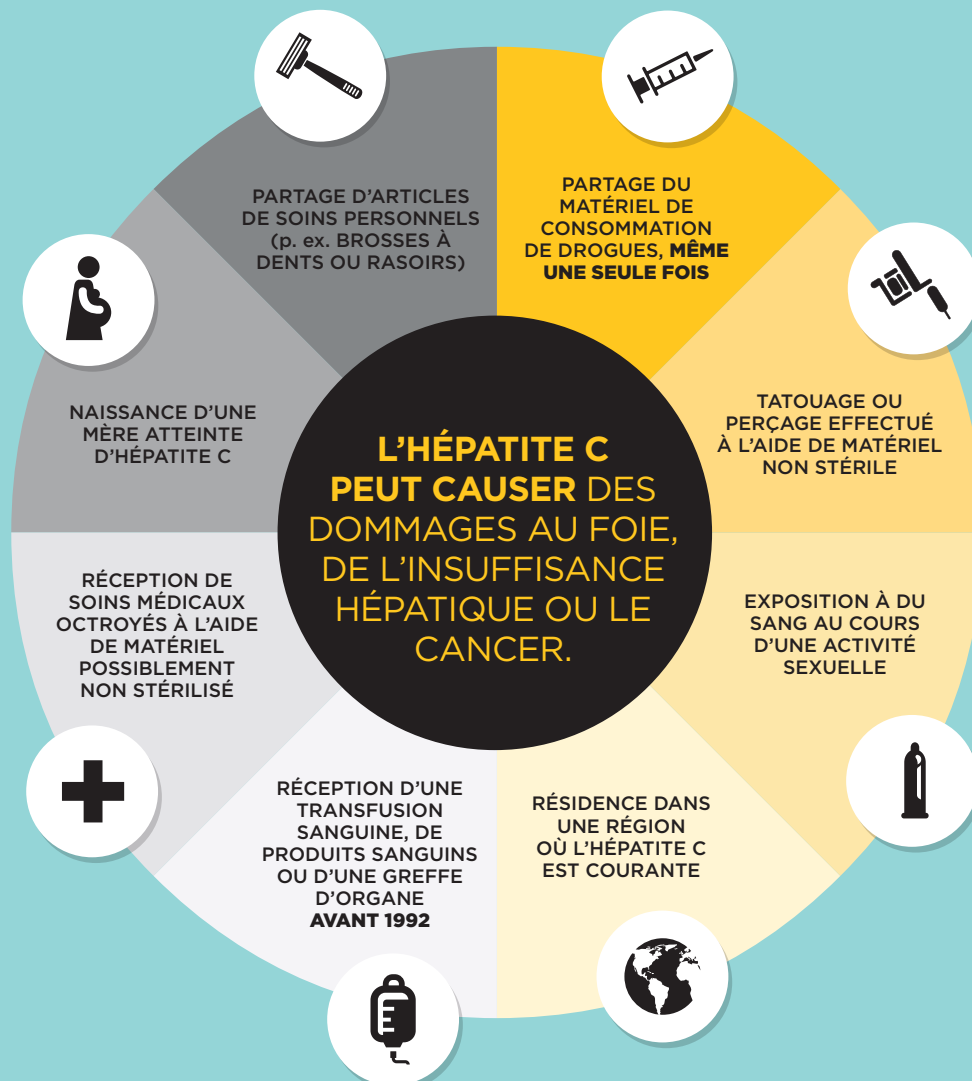 PARTAGE D'ARTICLES
DE SOINS PERSONNELS
(p. ex. BROSSES À
DENTS OU RASOIRS)
PARTAGE DU
MATÉRIEL DE
CONSOMMATION
DE DROGUES, MÊME
UNE SEULE FOIS
TATOUAGE OU
PERÇAGE EFFECTUÉ
À L'AIDE DE MATÉRIEL
NON STÉRILE
EXPOSITION À DU
SANG AU COURS
D'UNE ACTIVITÉ
SEXUELLE
RÉSIDENCE DANS
UNE RÉGION
OÙ L'HÉPATITE C
EST COURANTE
RÉCEPTION D'UNE
TRANSFUSION
SANGUINE, DE
PRODUITS SANGUINS
OU D'UNE GREFFE
D'ORGANE
AVANT 1992
RÉCEPTION DE
SOINS MÉDICAUX
OCTROYÉS À L'AIDE
DE MATÉRIEL
POSSIBLEMENT
NON STÉRILISÉ
NAISSANCE D'UNE
MÈRE ATTEINTE
D'HÉPATITE C
L'HÉPATITE C
PEUT CAUSER DES
DOMMAGES AU FOIE,
DE L'INSUFFISANCE
HÉPATIQUE OU LE
CANCER.